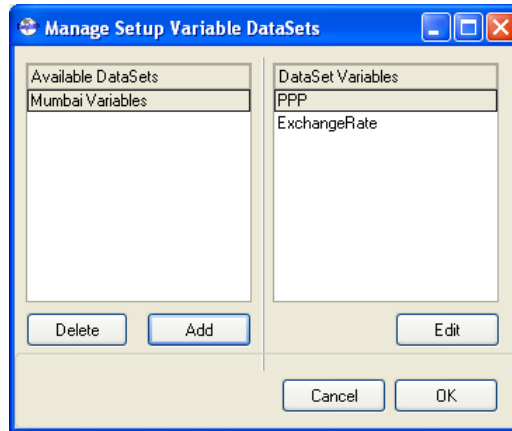 Manage Setup Variable DataSets
Available DataSets
Mumbai Variables
DataSet Variables
PPP
ExchangeRate
Delete
Add
Edit
Cancel
OK